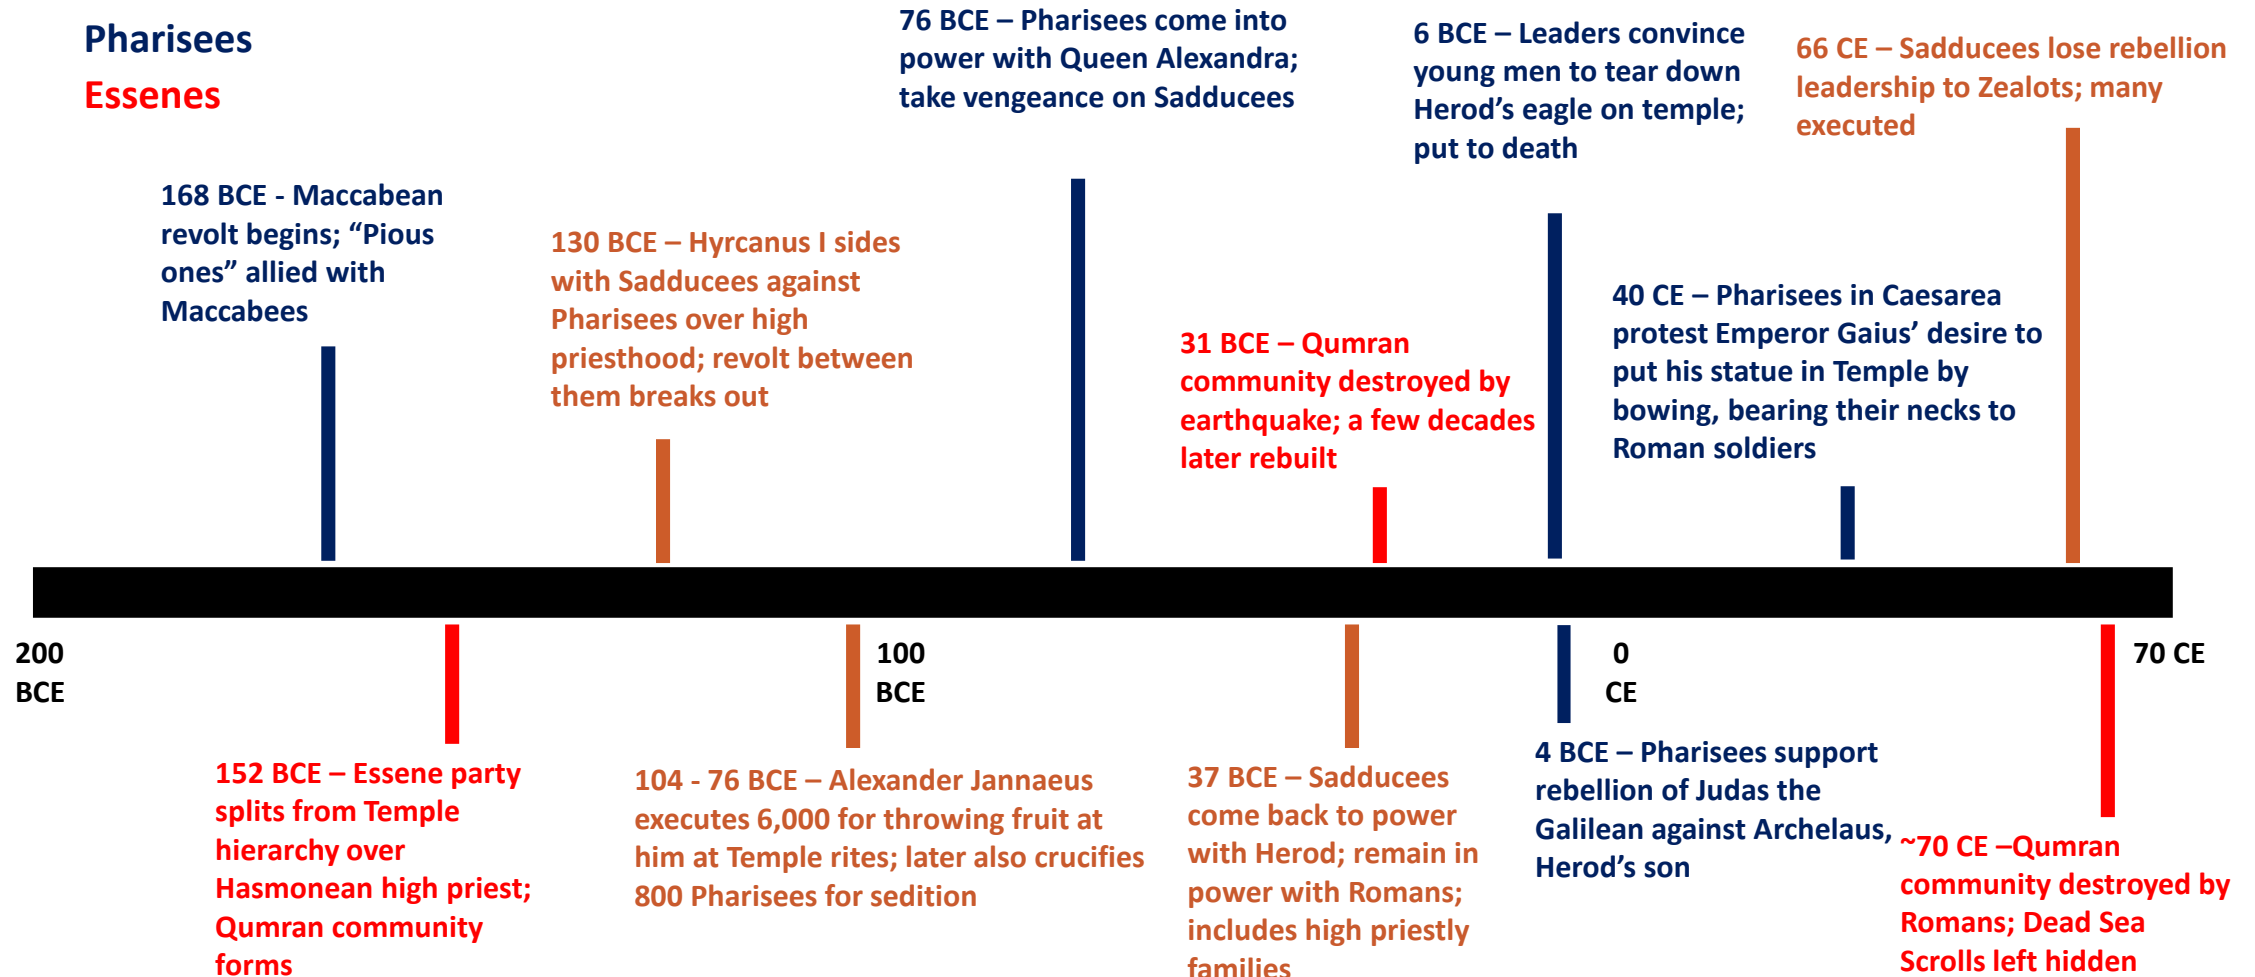 Pharisees
Essenes
168 BCE - Maccabean
revolt begins; “Pious
ones” allied with
Maccabees
130 BCE – Hyrcanus I sides
with Sadducees against
Pharisees over high
priesthood; revolt between
them breaks out
76 BCE – Pharisees come into
power with Queen Alexandra;
take vengeance on Sadducees
31 BCE – Qumran
community destroyed by
earthquake; a few decades
later rebuilt
6 BCE – Leaders convince
young men to tear down
Herod’s eagle on temple;
put to death
40 CE – Pharisees in Caesarea
protest Emperor Gaius’ desire to
put his statue in Temple by
bowing, bearing their necks to
Roman soldiers
66 CE – Sadducees lose rebellion
leadership to Zealots; many
executed
200
BCE
100
BCE
0
CE
70 CE
152 BCE – Essene party
splits from Temple
hierarchy over
Hasmonean high priest;
Qumran community
forms
104 - 76 BCE – Alexander Jannaeus
executes 6,000 for throwing fruit at
him at Temple rites; later also crucifies
800 Pharisees for sedition
37 BCE – Sadducees
come back to power
with Herod; remain in
power with Romans;
includes high priestly
families
4 BCE – Pharisees support
rebellion of Judas the
Galilean against Archelaus,
Herod’s son
~70 CE –Qumran
community destroyed by
Romans; Dead Sea
Scrolls left hidden